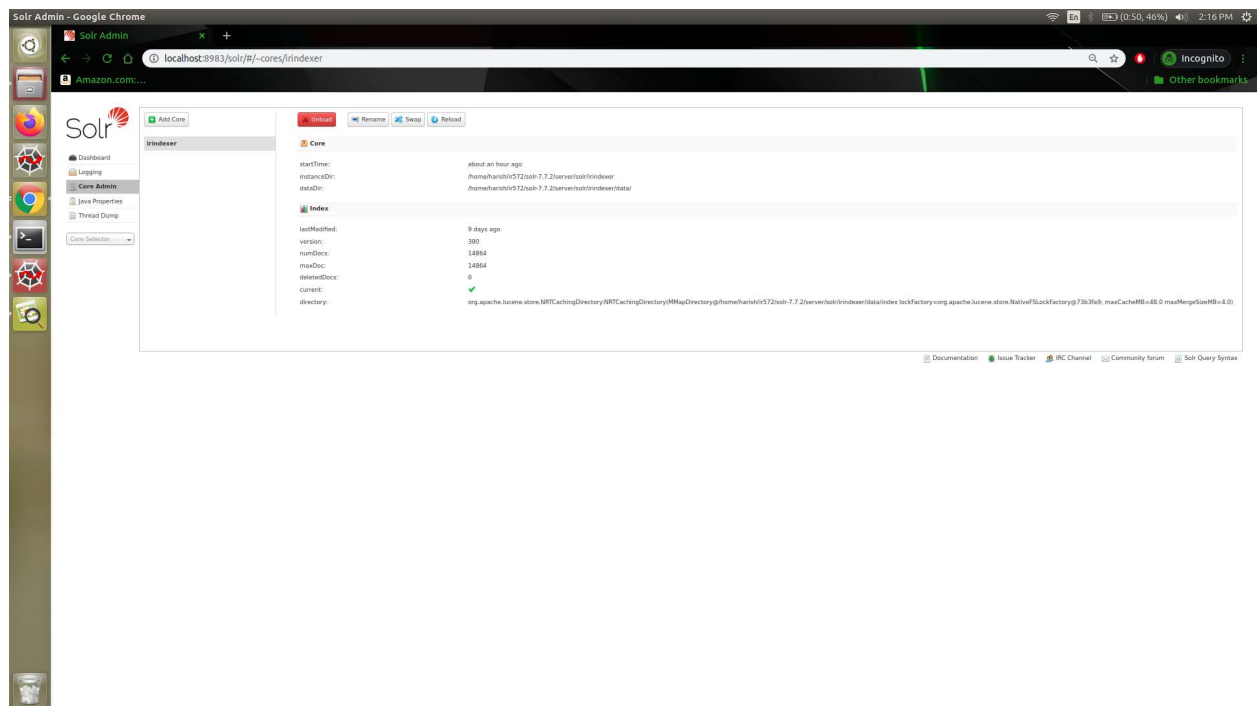 Solr Admin - Google Chrome
En (0:50, 46%) 2:16 PM
Solr Admin × +
localhost:8983/solr/#/~cores/irindexer Incognito
a Amazon.com:... Other bookmarks
Solr
Dashboard
Logging
Core Admin
Java Properties
Thread Dump
Core Selector
Add Core
irindexer
Unload Rename Swap Reload
Core
startTime: about an hour ago
instanceDir: /home/harish/ir572/solr-7.7.2/server/solr/irindexer
dataDir: /home/harish/ir572/solr-7.7.2/server/solr/irindexer/data/
Index
lastModified: 9 days ago
version: 380
numDocs: 14864
maxDoc: 14864
deletedDocs: 0
current:
directory: org.apache.lucene.store.NRTCachingDirectory:NRTCachingDirectory(MMapDirectory@/home/harish/ir572/solr-7.7.2/server/solr/irindexer/data/index lockFactory=org.apache.lucene.store.NativeFSLockFactory@73b3fa9; maxCacheMB=48.0 maxMergeSizeMB=4.0)
Documentation Issue Tracker IRC Channel Community forum Solr Query Syntax